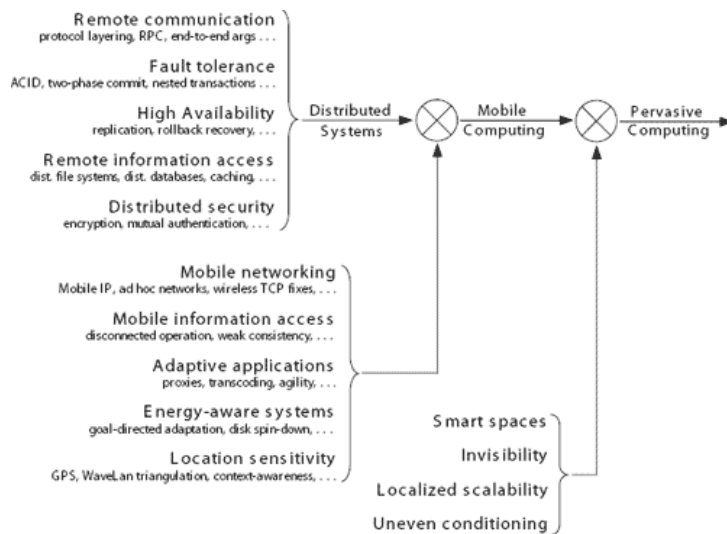 Remote communication
protocol layering, RPC, end-to-end args . . .
Fault tolerance
ACID, two-phase commit, nested transactions . . .
High Availability
replication, rollback recovery, . . .
Remote information access
dist. file systems, dist. databases, caching, . . .
Distributed security
encryption, mutual authentication, . . .
Distributed
Systems
Mobile
Computing
Pervasive
Computing
Mobile networking
Mobile IP, ad hoc networks, wireless TCP fixes, . . .
Mobile information access
disconnected operation, weak consistency, . . .
Adaptive applications
proxies, transcoding, agility, . . .
Energy-aware systems
goal-directed adaptation, disk spin-down, . . .
Location sensitivity
GPS, WaveLan triangulation, context-awareness, . . .
Smart spaces
Invisibility
Localized scalability
Uneven conditioning